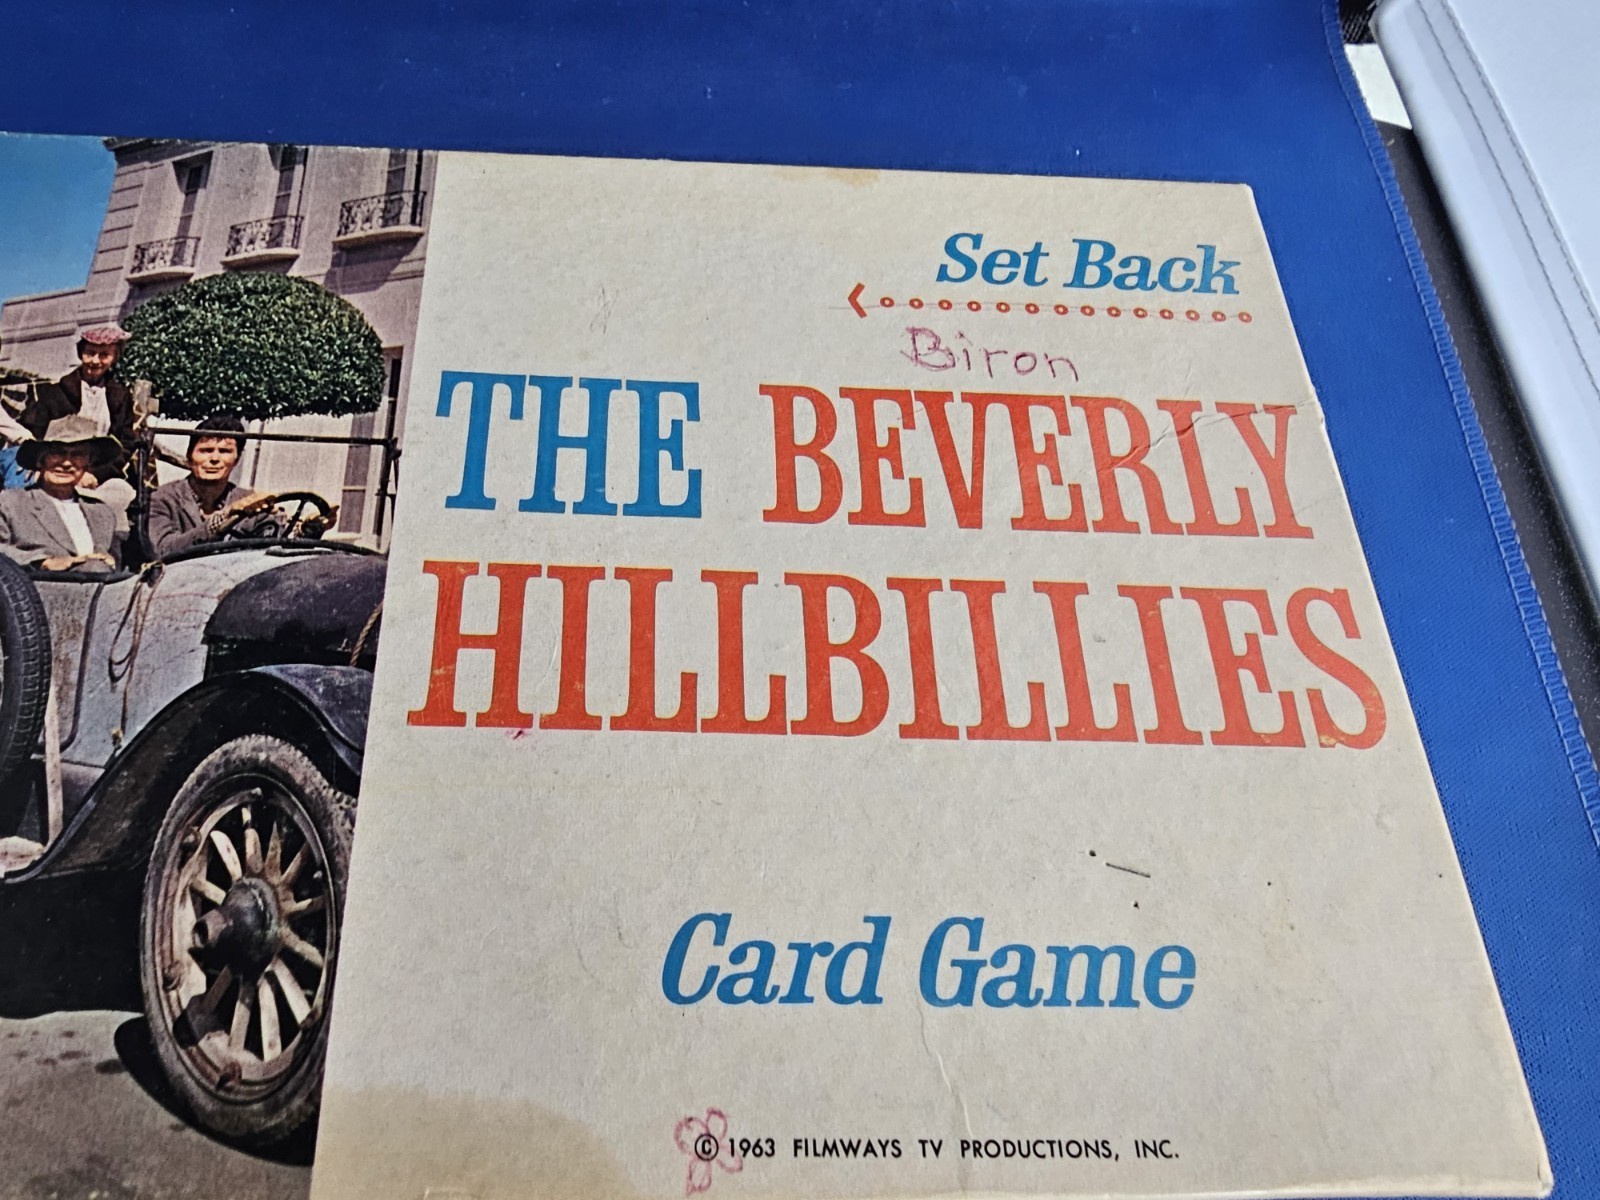 Set Back
Biron
THE BEVERLY
HILLBILLIES
Card Game
© 1963 FILMWAYS TV PRODUCTIONS, INC.